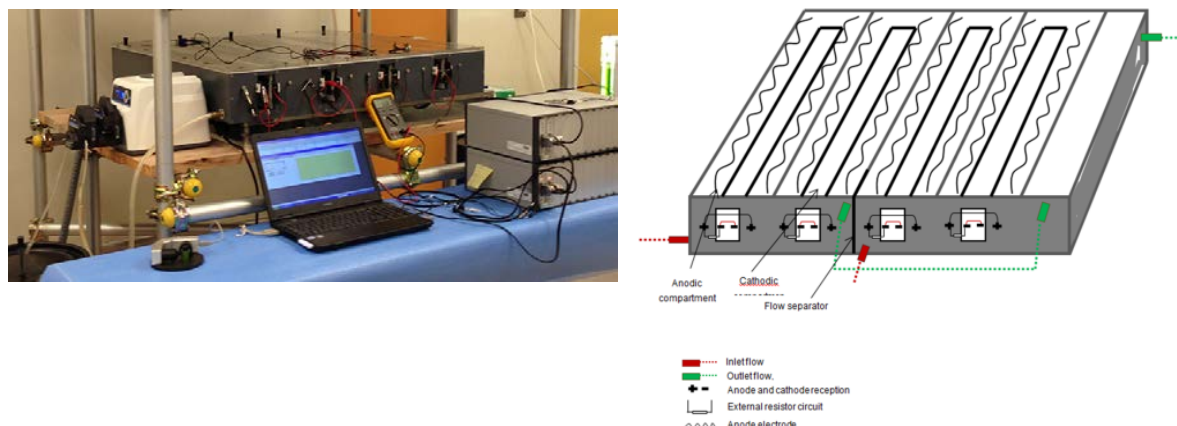 Anodic
compartment
Cathodic
Flow separator
Inlet flow
Outlet flow,
Anode and cathode reception
External resistor circuit
Anode electrode